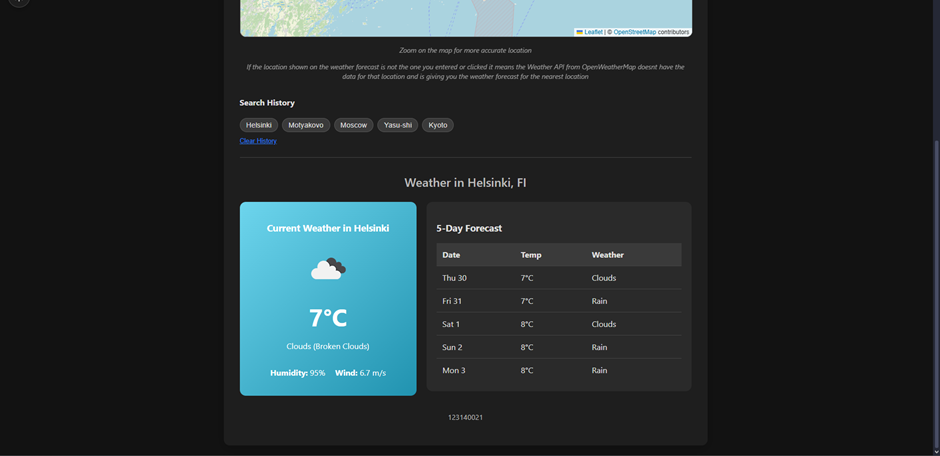 Leaflet | © OpenStreetMap contributors
Zoom on the map for more accurate location
If the location shown on the weather forecast is not the one you entered or clicked it means the Weather API from OpenWeatherMap doesnt have the
data for that location and is giving you the weather forecast for the nearest location
Search History
Helsinki Motyakovo Moscow Yasu-shi Kyoto
Clear History
Weather in Helsinki, FI
Current Weather in Helsinki
7°C
Clouds (Broken Clouds)
Humidity: 95% Wind: 6.7 m/s
5-Day Forecast
Date Temp Weather
Thu 30 7°C Clouds
Fri 31 7°C Rain
Sat 1 8°C Clouds
Sun 2 8°C Rain
Mon 3 8°C Rain
123140021